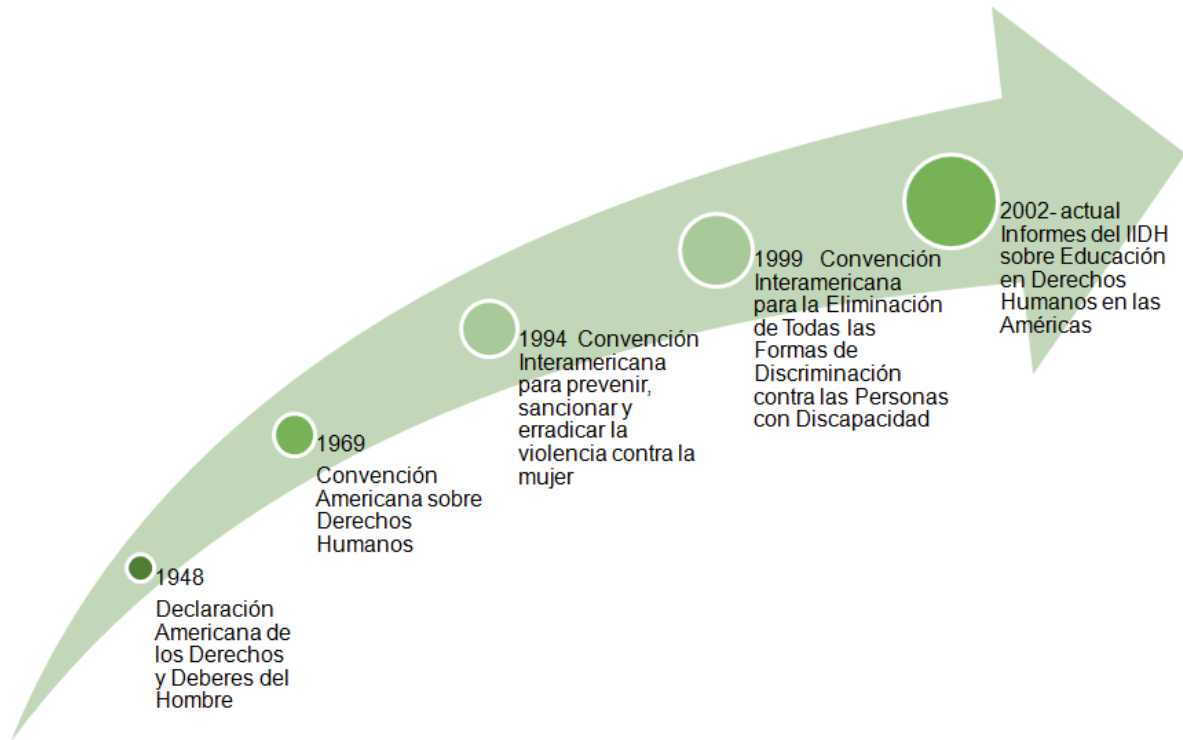 1948
Declaración
Americana de
los Derechos
y Deberes del
Hombre
1969
Convención
Americana sobre
Derechos
Humanos
1994 Convención
Interamericana
para prevenir,
sancionar y
erradicar la
violencia contra la
mujer
1999 Convención
Interamericana
para la Eliminación
de Todas las
Formas de
Discriminación
contra las Personas
con Discapacidad
2002- actual
Informes del IIDH
sobre Educación
en Derechos
Humanos en las
Américas